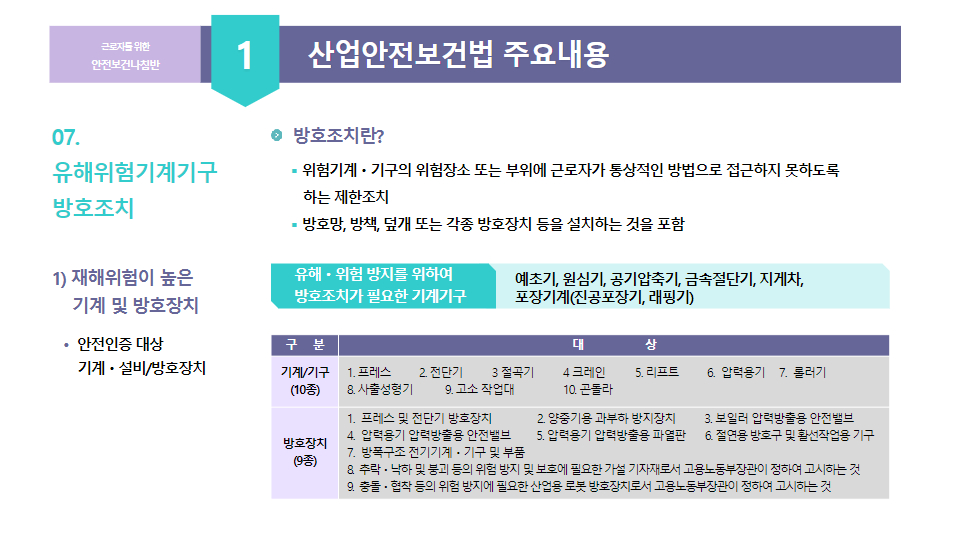 근로자를 위한
안전보건나침반
1
산업안전보건법 주요내용
07.
유해위험기계기구
방호조치
1) 재해위험이 높은
기계 및 방호장치
• 안전인증 대상
기계・설비/방호장치
방호조치란?
위험기계・기구의 위험장소 또는 부위에 근로자가 통상적인 방법으로 접근하지 못하도록
하는 제한조치
방호망, 방책, 덮개 또는 각종 방호장치 등을 설치하는 것을 포함
유해・위험 방지를 위하여
방호조치가 필요한 기계기구
예초기, 원심기, 공기압축기, 금속절단기, 지게차,
포장기계(진공포장기, 래핑기)
구 분 대 상
기계/기구
(10종)
1. 프레스 2. 전단기 3 절곡기 4 크레인 5. 리프트 6. 압력용기 7. 롤러기
8. 사출성형기 9. 고소 작업대 10. 곤돌라
방호장치
(9종)
1. 프레스 및 전단기 방호장치 2. 양중기용 과부하 방지장치 3. 보일러 압력방출용 안전밸브
4. 압력용기 압력방출용 안전밸브 5. 압력용기 압력방출용 파열판 6. 절연용 방호구 및 활선작업용 기구
7. 방폭구조 전기기계・기구 및 부품
8. 추락・낙하 및 붕괴 등의 위험 방지 및 보호에 필요한 가설 기자재로서 고용노동부장관이 정하여 고시하는 것
9. 충돌・협착 등의 위험 방지에 필요한 산업용 로봇 방호장치로서 고용노동부장관이 정하여 고시하는 것